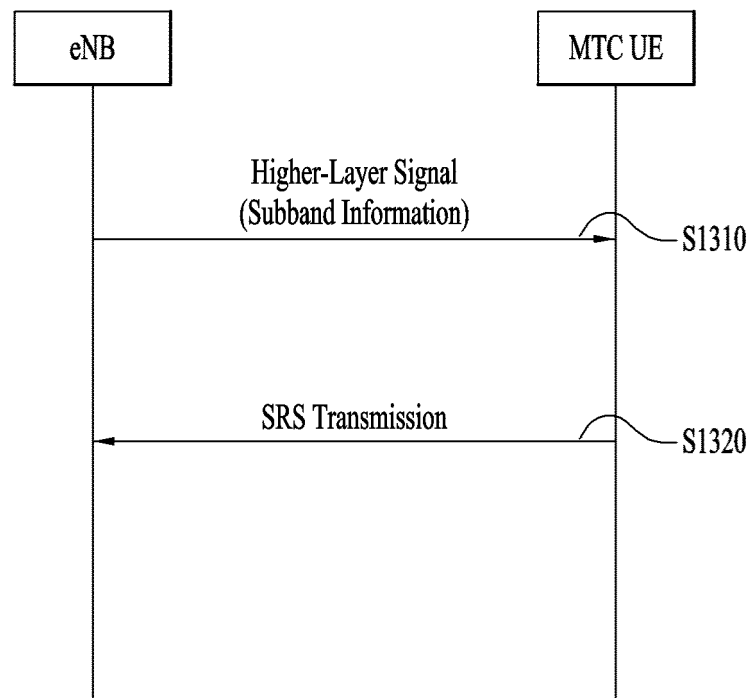 eNB
MTC UE
Higher-Layer Signal
(Subband Information)
S1310
SRS Transmission
S1320